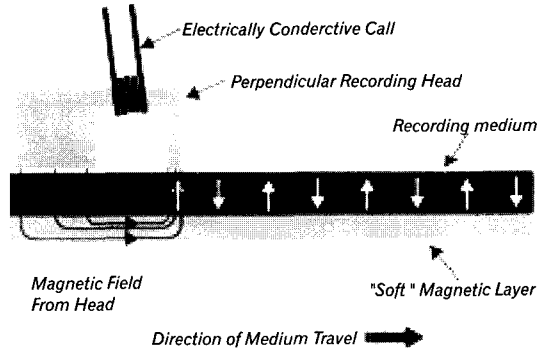 Electrically Conderctive Call
Perpendicular Recording Head
Recording medium
Magnetic Field
From Head
"Soft" Magnetic Layer
Direction of Medium Travel